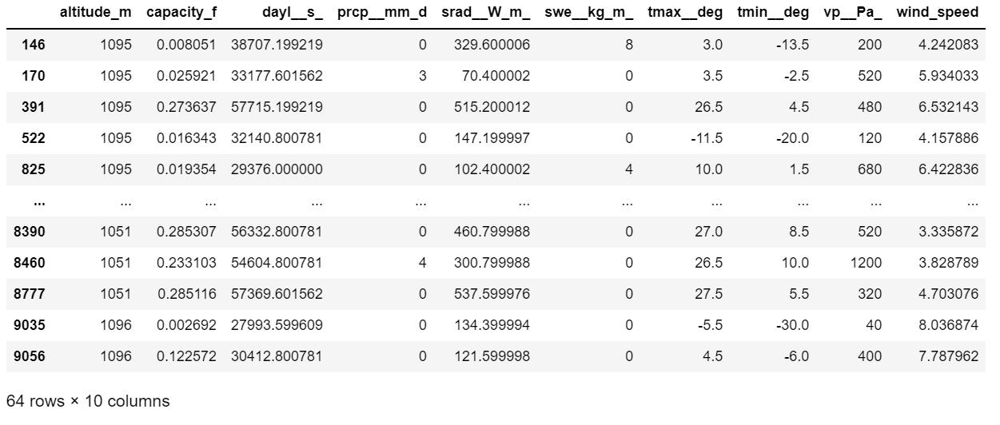 altitude_m capacity_f dayl__s_ prcp__mm_d srad__W_m_ swe__kg_m_ tmax__deg tmin__deg vp__Pa_ wind_speed
146 1095 0.008051 38707.199219 0 329.600006 8 3.0 -13.5 200 4.242083
170 1095 0.025921 33177.601562 3 70.400002 0 3.5 -2.5 520 5.934033
391 1095 0.273637 57715.199219 0 515.200012 0 26.5 4.5 480 6.532143
522 1095 0.016343 32140.800781 0 147.199997 0 -11.5 -20.0 120 4.157886
825 1095 0.019354 29376.000000 0 102.400002 4 10.0 1.5 680 6.422836
... ... ... ... ... ... ... ... ... ... ...
8390 1051 0.285307 56332.800781 0 460.799988 0 27.0 8.5 520 3.335872
8460 1051 0.233103 54604.800781 4 300.799988 0 26.5 10.0 1200 3.828789
8777 1051 0.285116 57369.601562 0 537.599976 0 27.5 5.5 320 4.703076
9035 1096 0.002692 27993.599609 0 134.399994 0 -5.5 -30.0 40 8.036874
9056 1096 0.122572 30412.800781 0 121.599998 0 4.5 -6.0 400 7.787962
64 rows × 10 columns